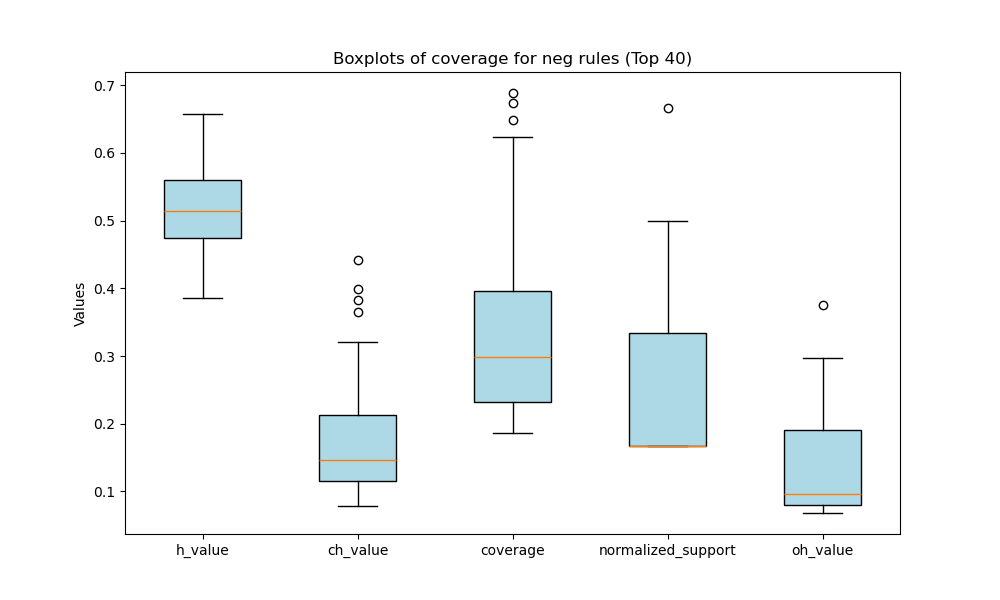 Boxplots of coverage for neg rules (Top 40)
0.7
0.6
0.5
0.4
0.3
0.2
0.1
Values
h_value ch_value coverage normalized_support oh_value